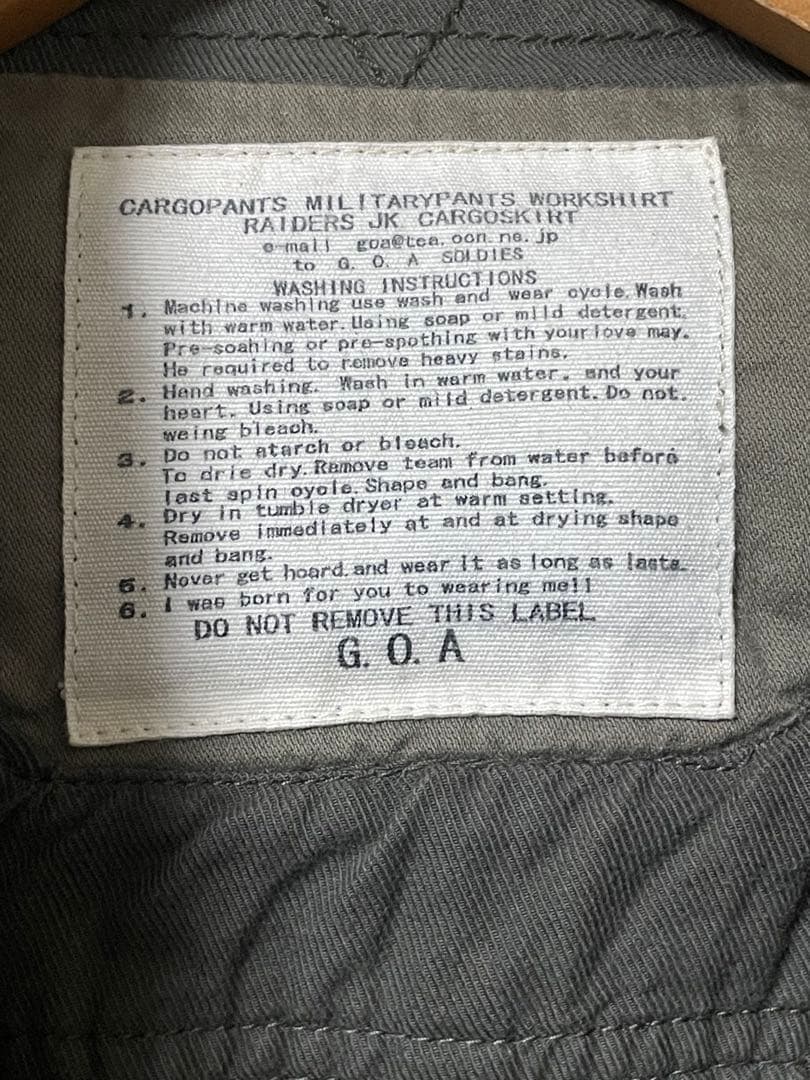 CARGOPANTS MILITARYPANTS WORKSHIRT
RAIDERS JK CARGOSKIRT
e-mail goa@tea.ocn.ne.jp
to G. O. A SOLDIES
WASHING INSTRUCTIONS
1. Machine washing use wash and wear cycle. Wash
with warm water. Using soap or mild detergent.
Pre-soahing or pre-spothing with your love may.
He required to remove heavy stains.
2. Hend washing. Wash in warm water. and your
heart. Using soap or mild detergent. Do not.
weing bleach.
3. Do not atarch or bleach.
To drie dry. Remove team from water before
last spin oycle. Shape and bang.
4. Dry in tumble dryer at warm setting.
Remove immediately at and at drying shape
and bang.
5. Never get hoard. and wear it as long as lasts.
6. I was born for you to wearing me!!
DO NOT REMOVE THIS LABEL
G. O. A